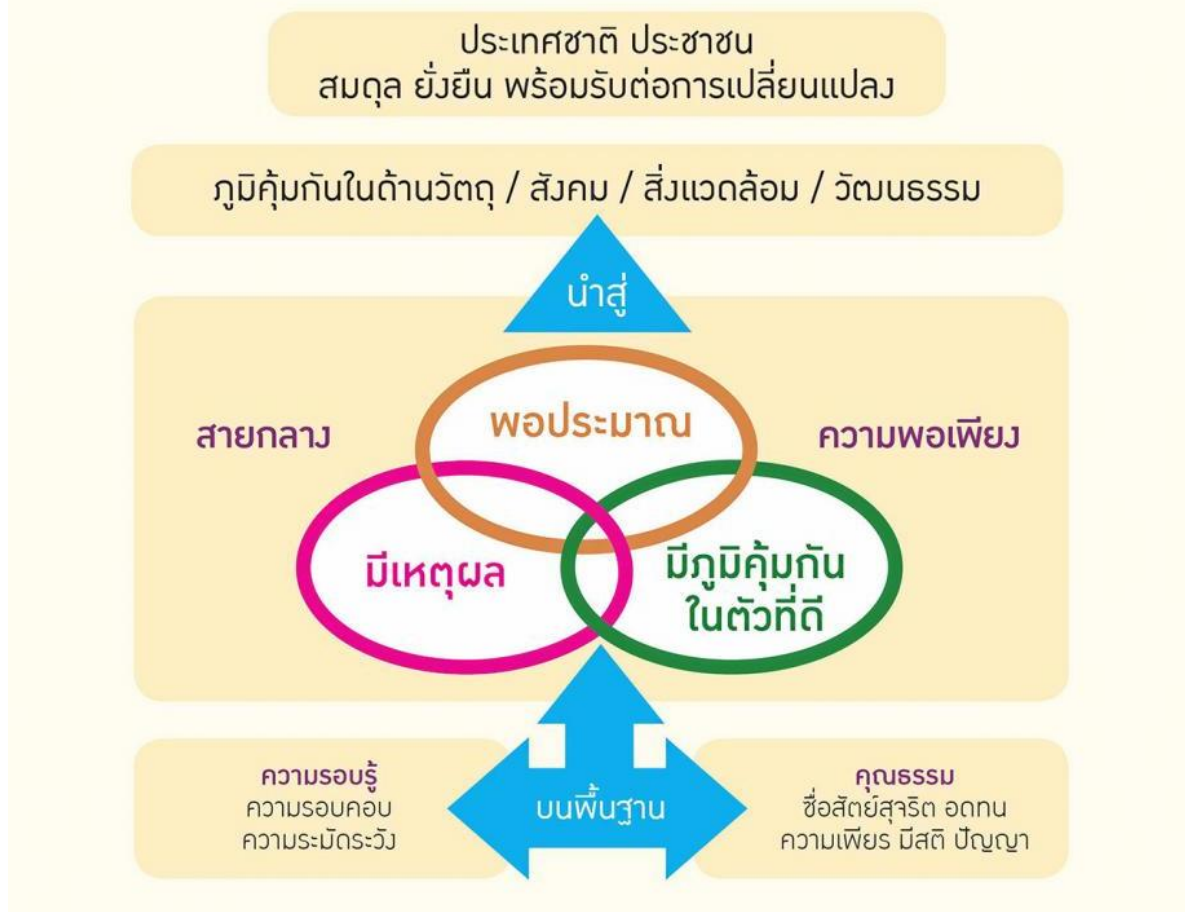 ประเทศชาติ ประชาชน
สมดุล ยั่งยืน พร้อมรับต่อการเปลี่ยนแปลง
ภูมิคุ้มกันในด้านวัตถุ / สังคม / สิ่งแวดล้อม / วัฒนธรรม
นำสู่
สายกลาง
พอประมาณ
ความพอเพียง
มีเหตุผล
มีภูมิคุ้มกัน
ในตัวที่ดี
ความรอบรู้
ความรอบคอบ
ความระมัดระวัง
บนพื้นฐาน
คุณธรรม
ซื่อสัตย์สุจริต อดทน
ความเพียร มีสติ ปัญญา